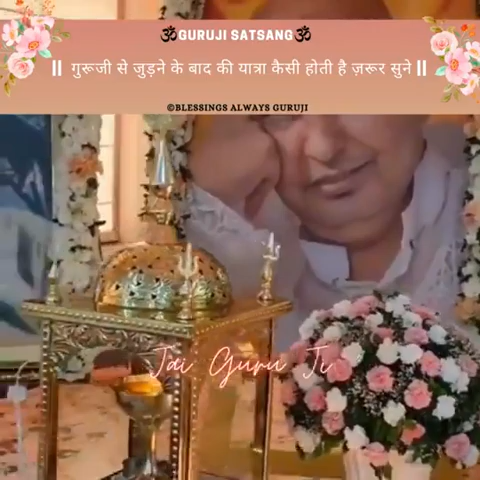 🕉GURUJI SATSANG🕉
|| गुरूजी से जुड़ने के बाद की यात्रा कैसी होती है ज़रूर सुने ||
©BLESSINGS ALWAYS GURUJI
Jai Guru Ji